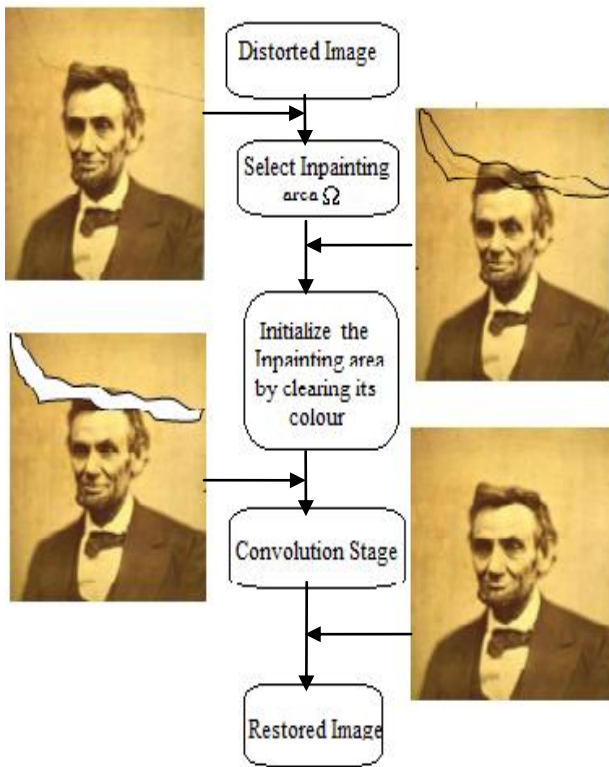 Distorted Image
Select Inpainting
area Ω
Initialize the
Inpainting area
by clearing its
colour
Convolution Stage
Restored Image